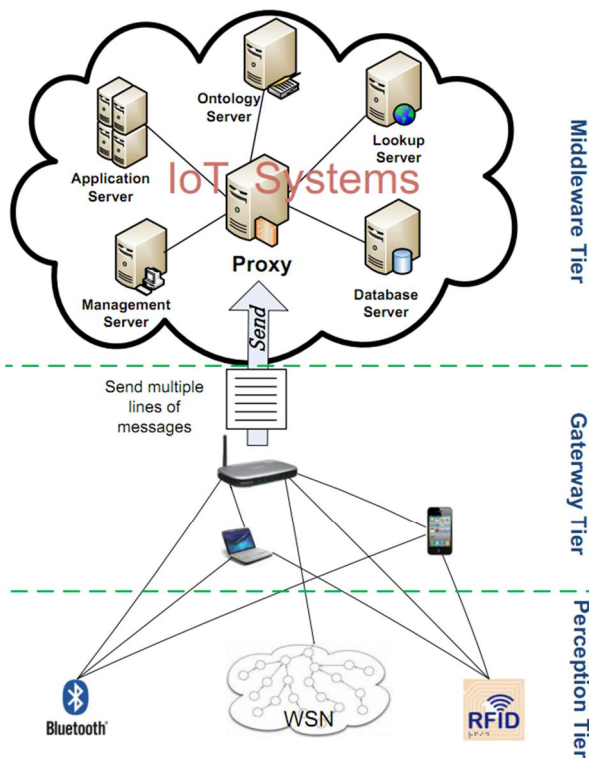 Ontology
Server
Lookup
Server
Application
Server
IoT Systems
Proxy
Management
Server
Database
Server
Send
Middleware Tier
Send multiple
lines of
messages
Gaterway Tier
Bluetooth
WSN
RFID
Perception Tier